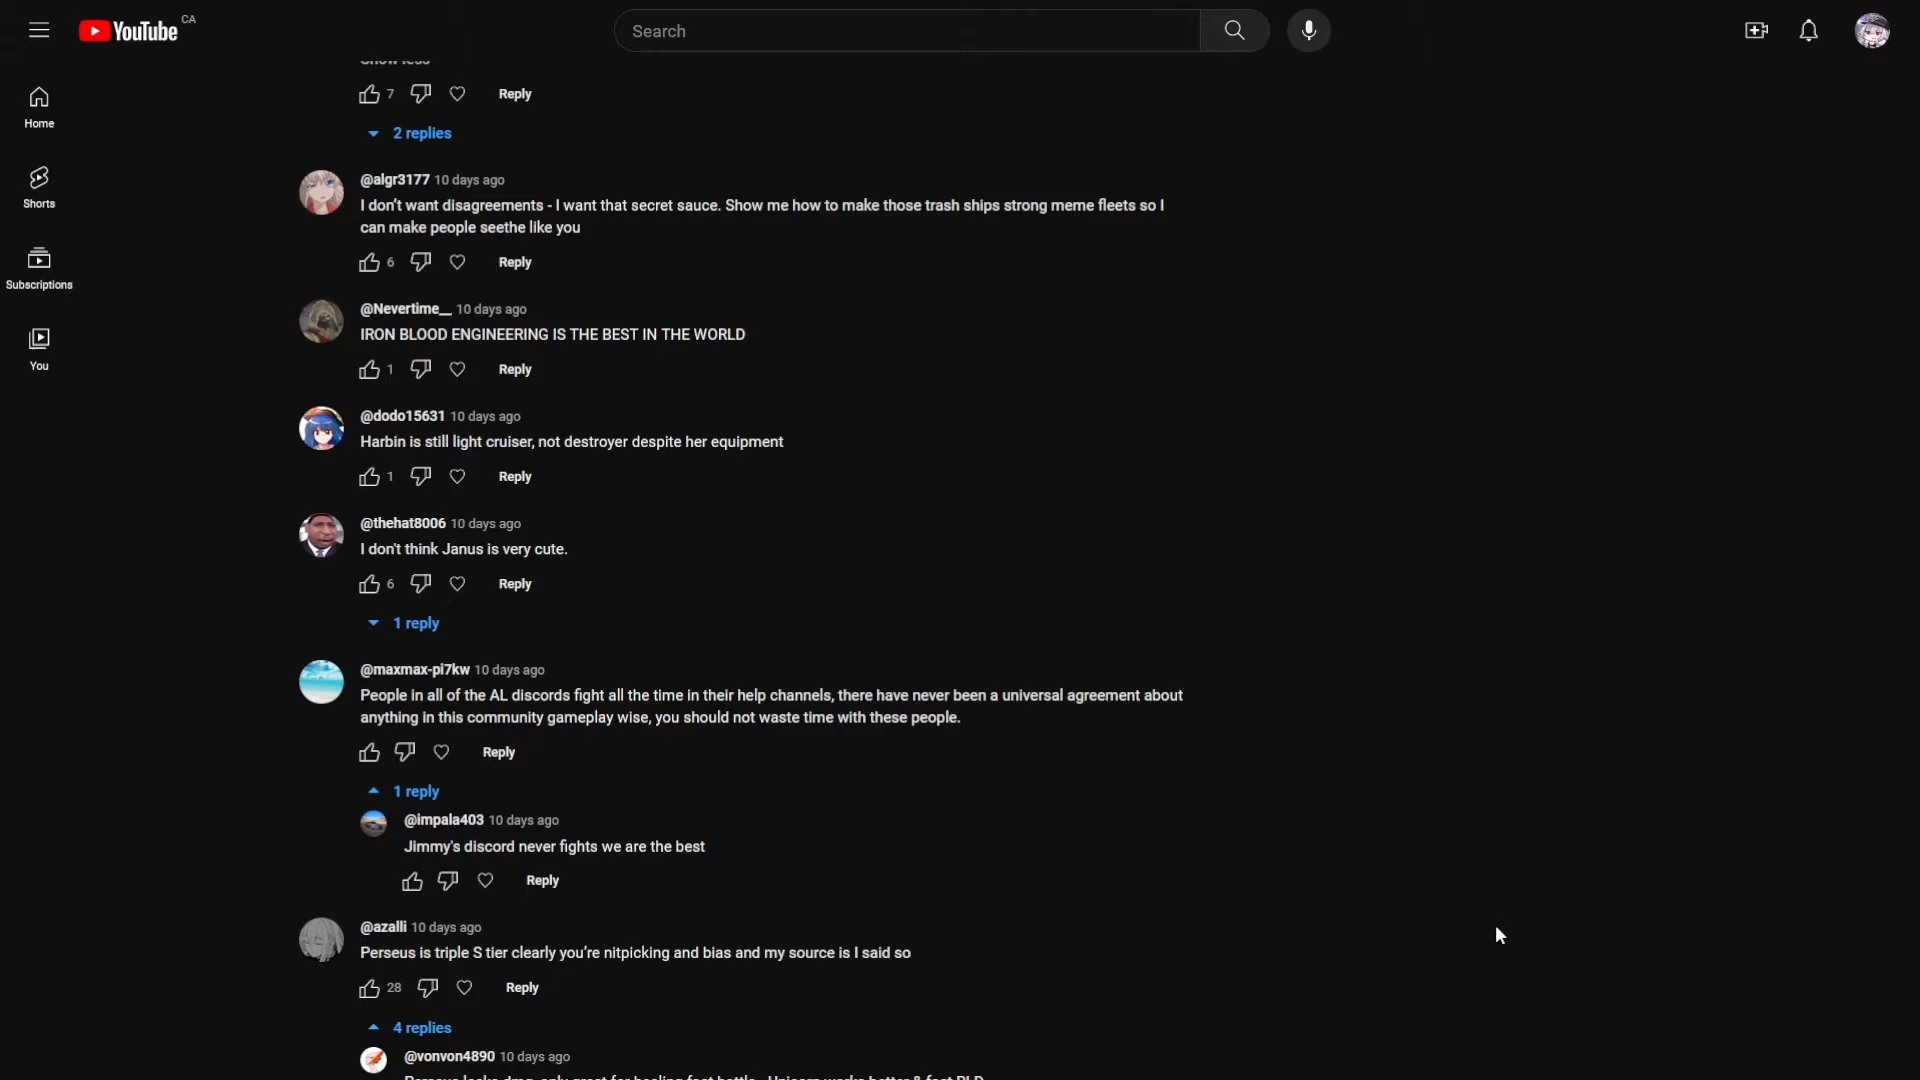 YouTube CA
Search
Show less
7 Reply
2 replies
Home
Shorts
Subscriptions
You
@algr3177 10 days ago
I don't want disagreements - I want that secret sauce. Show me how to make those trash ships strong meme fleets so I
can make people seethe like you
6 Reply
@Nevertime__ 10 days ago
IRON BLOOD ENGINEERING IS THE BEST IN THE WORLD
1 Reply
@dodo15631 10 days ago
Harbin is still light cruiser, not destroyer despite her equipment
1 Reply
@thehat8006 10 days ago
I don't think Janus is very cute.
6 Reply
1 reply
@maxmax-pi7kw 10 days ago
People in all of the AL discords fight all the time in their help channels, there have never been a universal agreement about
anything in this community gameplay wise, you should not waste time with these people.
Reply
1 reply
@impala403 10 days ago
Jimmy's discord never fights we are the best
Reply
@azalli 10 days ago
Perseus is triple S tier clearly you're nitpicking and bias and my source is I said so
28 Reply
4 replies
@vonvon4890 10 days ago